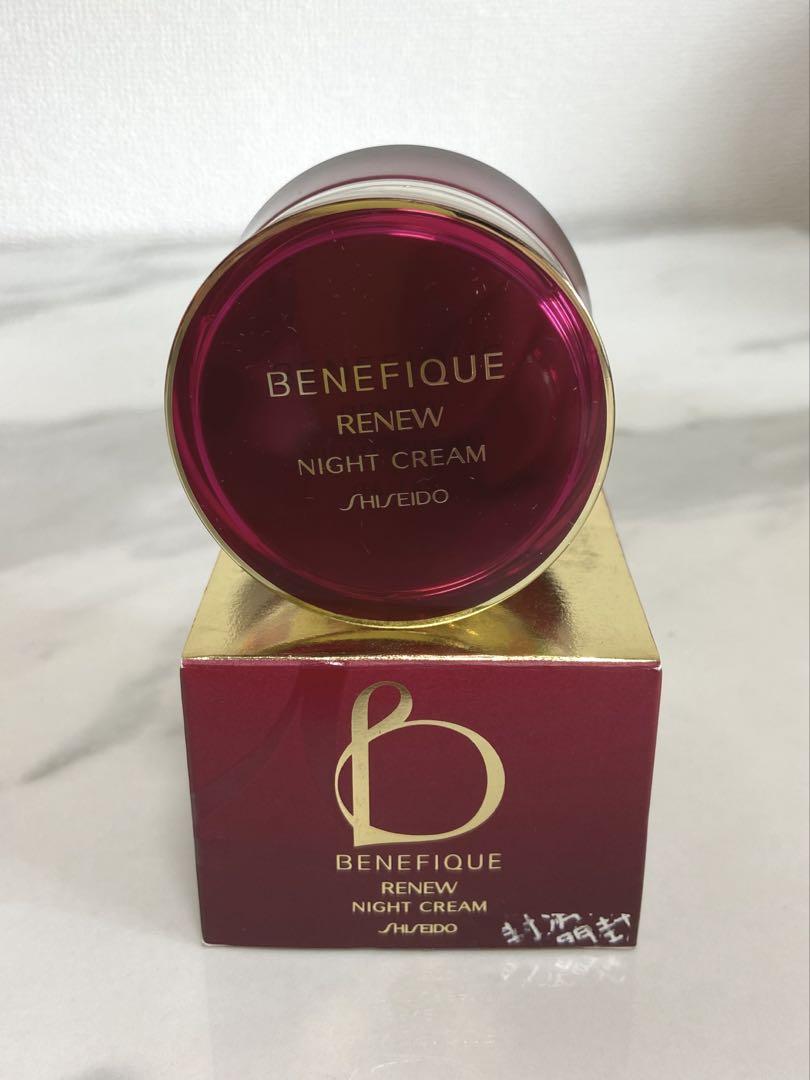 BENEFIQUE
RENEW
NIGHT CREAM
SHISEIDO
BENEFIQUE
RENEW
NIGHT CREAM
SHISEIDO